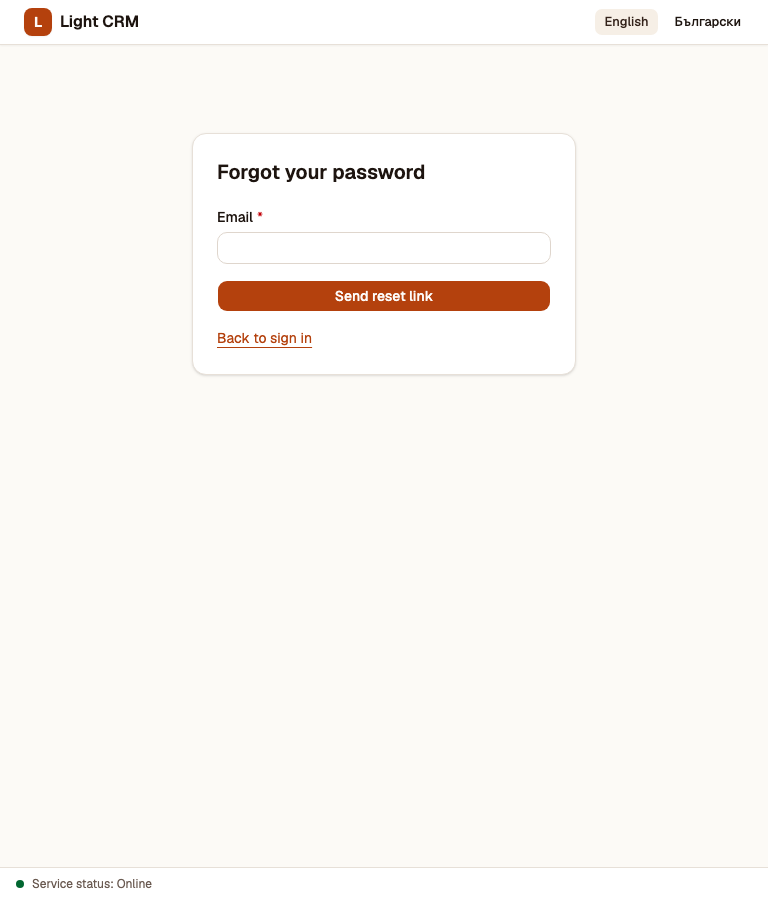 L Light CRM English Български
Forgot your password
Email *
Send reset link
Back to sign in
Service status: Online